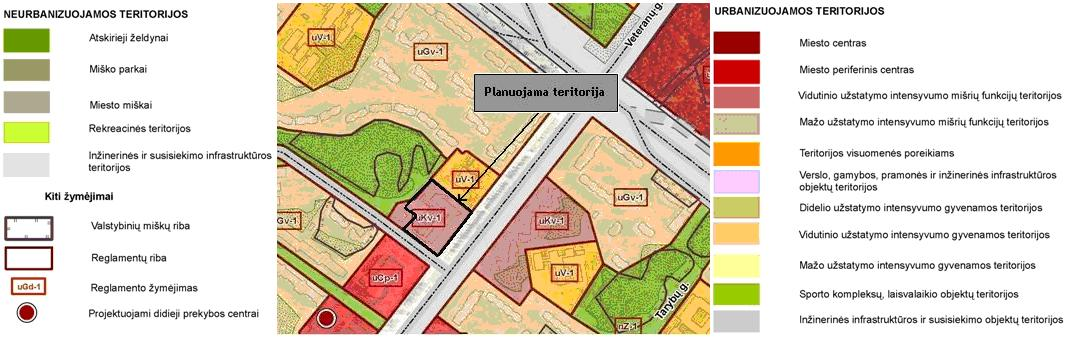 NEURBANIZUOJAMOS TERITORIJOS
Atskirieji želdynai
Miško parkai
Miesto miškai
Rekreacinės teritorijos
Inžinerinės ir susisiekimo infrastruktūros
teritorijos
Kiti žymėjimai
Valstybinių miškų riba
Reglamentų riba
uGd-1
Reglamento žymėjimas
Projektuojami didieji prekybos centrai
uV-1
uGv-1
Veteranų g.
Planuojama teritorija
uV-1
uKv-1
Gv-1
uCp-1
uKv-1
uGv-1
uV-1
Tarybų g.
nZ-1
URBANIZUOJAMOS TERITORIJOS
Miesto centras
Miesto periferinis centras
Vidutinio užstatymo intensyvumo mišrių funkcijų teritorijos
Mažo užstatymo intensyvumo mišrių funkcijų teritorijos
Teritorijos visuomenės poreikiams
Verslo, gamybos, pramonės ir inžinerinės infrastruktūros
objektų teritorijos
Didelio užstatymo intensyvumo gyvenamos teritorijos
Vidutinio užstatymo intensyvumo gyvenamos teritorijos
Mažo užstatymo intensyvumo gyvenamos teritorijos
Sporto kompleksų, laisvalaikio objektų teritorijos
Inžinerinės infrastruktūros ir susisiekimo objektų teritorijos